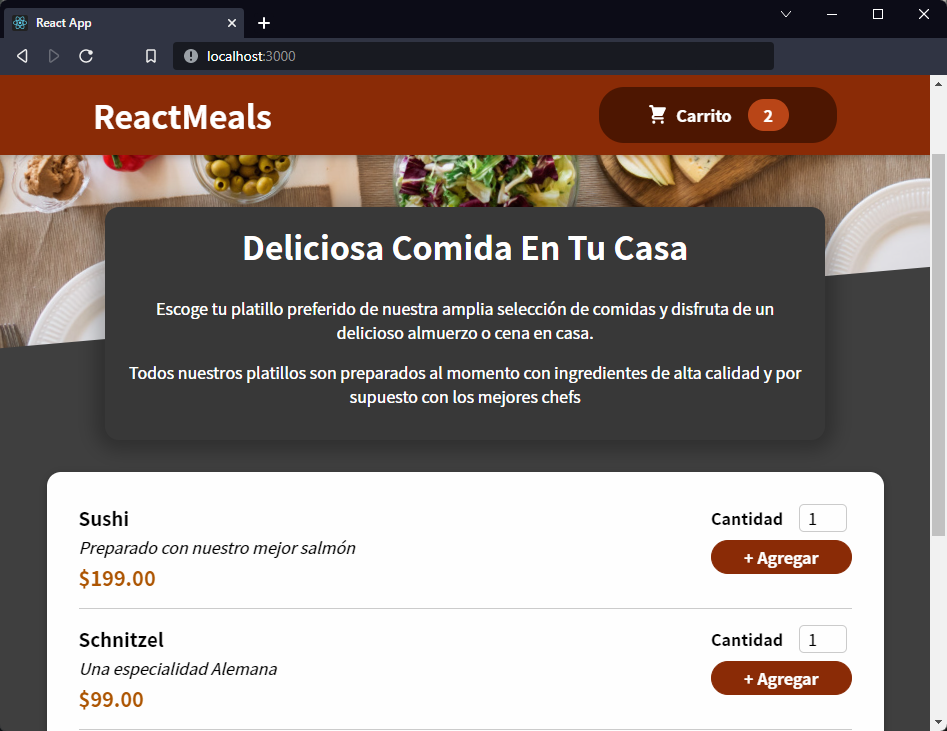 React App
localhost:3000
ReactMeals
Carrito 2
Deliciosa Comida En Tu Casa
Escoge tu platillo preferido de nuestra amplia selección de comidas y disfruta de un
delicioso almuerzo o cena en casa.
Todos nuestros platillos son preparados al momento con ingredientes de alta calidad y por
supuesto con los mejores chefs
Sushi
Cantidad 1
Preparado con nuestro mejor salmón
+ Agregar
$199.00
Schnitzel
Cantidad 1
Una especialidad Alemana
+ Agregar
$99.00